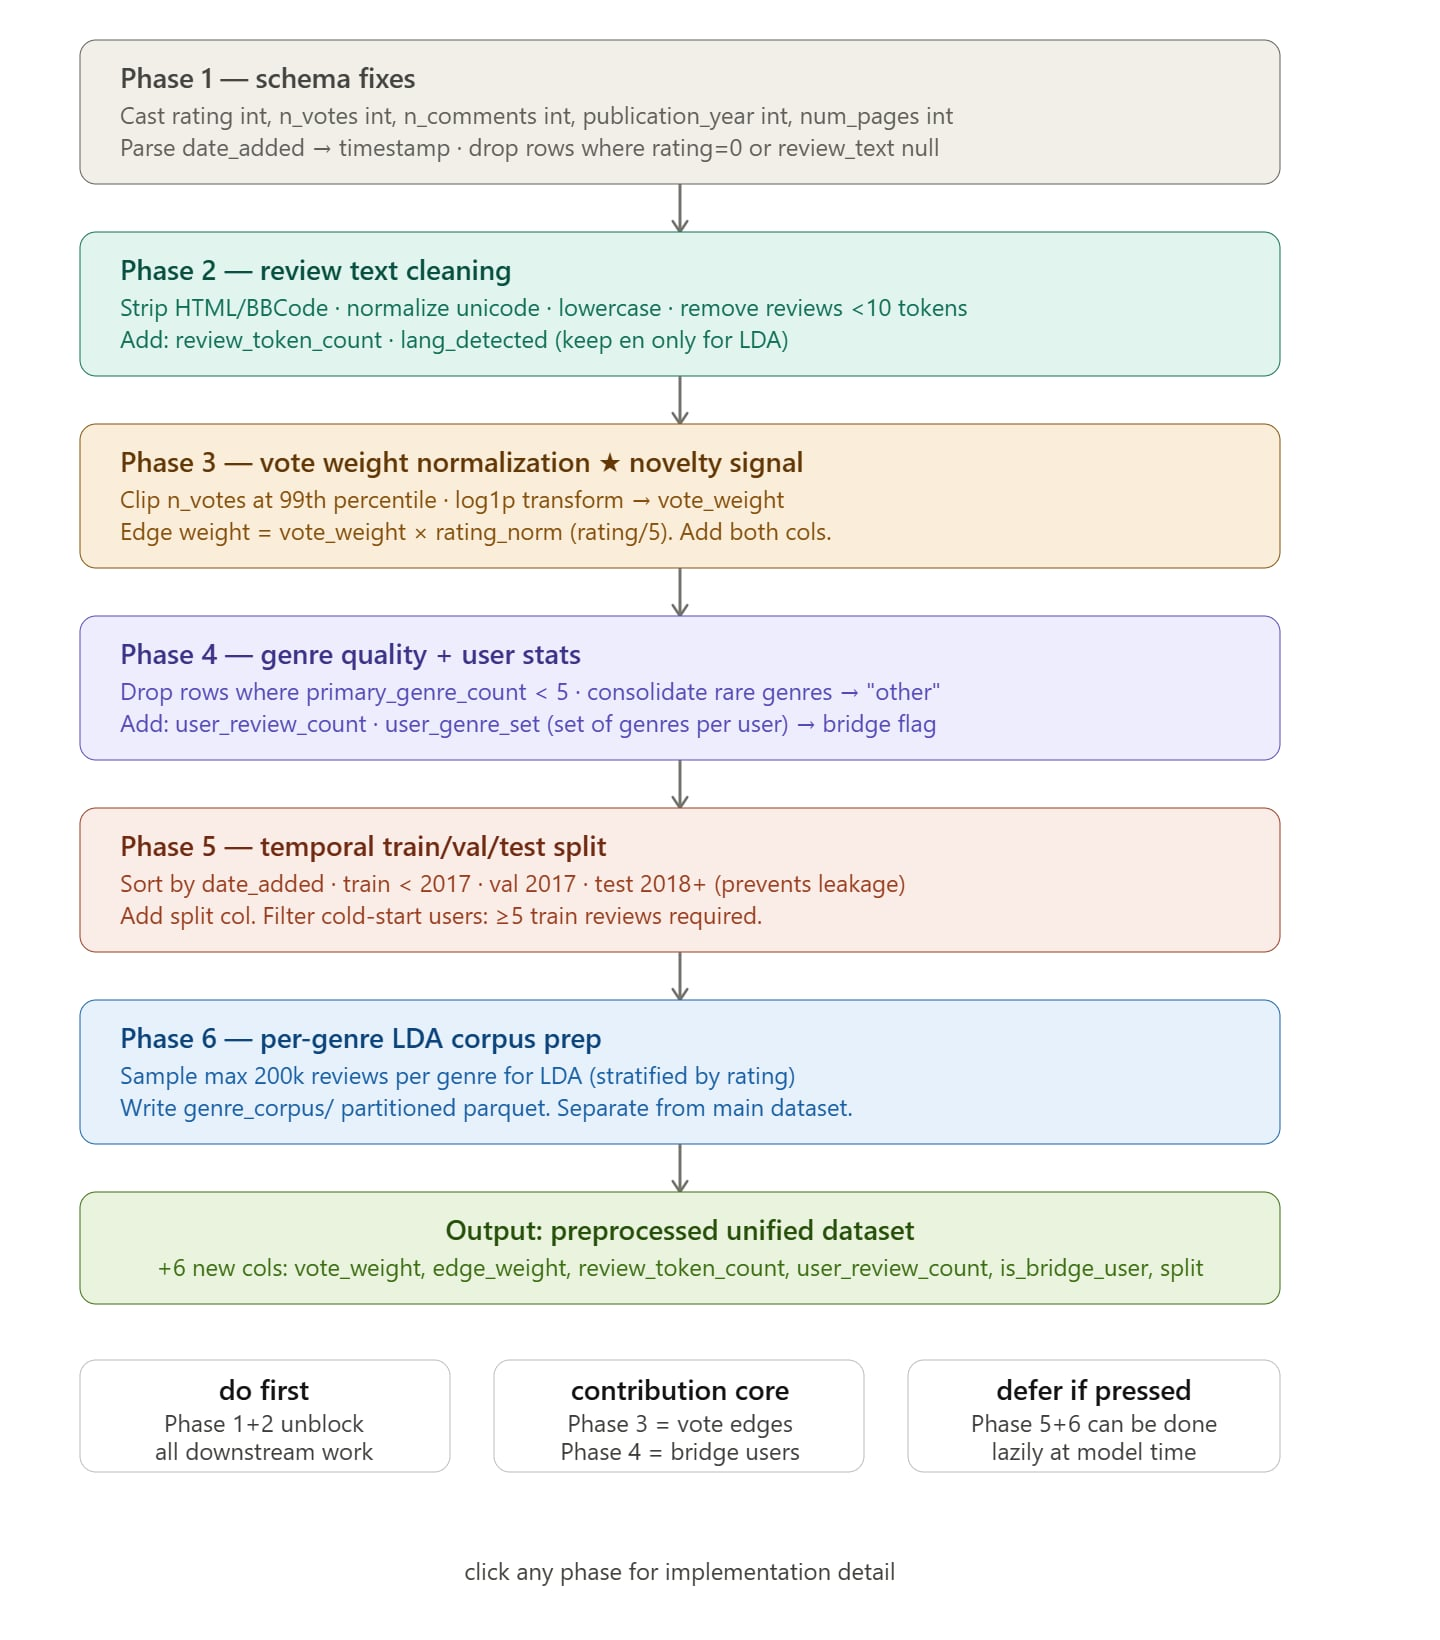 Phase 1 — schema fixes
Cast rating int, n_votes int, n_comments int, publication_year int, num_pages int
Parse date_added → timestamp · drop rows where rating=0 or review_text null
Phase 2 — review text cleaning
Strip HTML/BBCode · normalize unicode · lowercase · remove reviews <10 tokens
Add: review_token_count · lang_detected (keep en only for LDA)
Phase 3 — vote weight normalization ★ novelty signal
Clip n_votes at 99th percentile · log1p transform → vote_weight
Edge weight = vote_weight × rating_norm (rating/5). Add both cols.
Phase 4 — genre quality + user stats
Drop rows where primary_genre_count < 5 · consolidate rare genres → "other"
Add: user_review_count · user_genre_set (set of genres per user) → bridge flag
Phase 5 — temporal train/val/test split
Sort by date_added · train < 2017 · val 2017 · test 2018+ (prevents leakage)
Add split col. Filter cold-start users: ≥5 train reviews required.
Phase 6 — per-genre LDA corpus prep
Sample max 200k reviews per genre for LDA (stratified by rating)
Write genre_corpus/ partitioned parquet. Separate from main dataset.
Output: preprocessed unified dataset
+6 new cols: vote_weight, edge_weight, review_token_count, user_review_count, is_bridge_user, split
do first
Phase 1+2 unblock
all downstream work
contribution core
Phase 3 = vote edges
Phase 4 = bridge users
defer if pressed
Phase 5+6 can be done
lazily at model time
click any phase for implementation detail